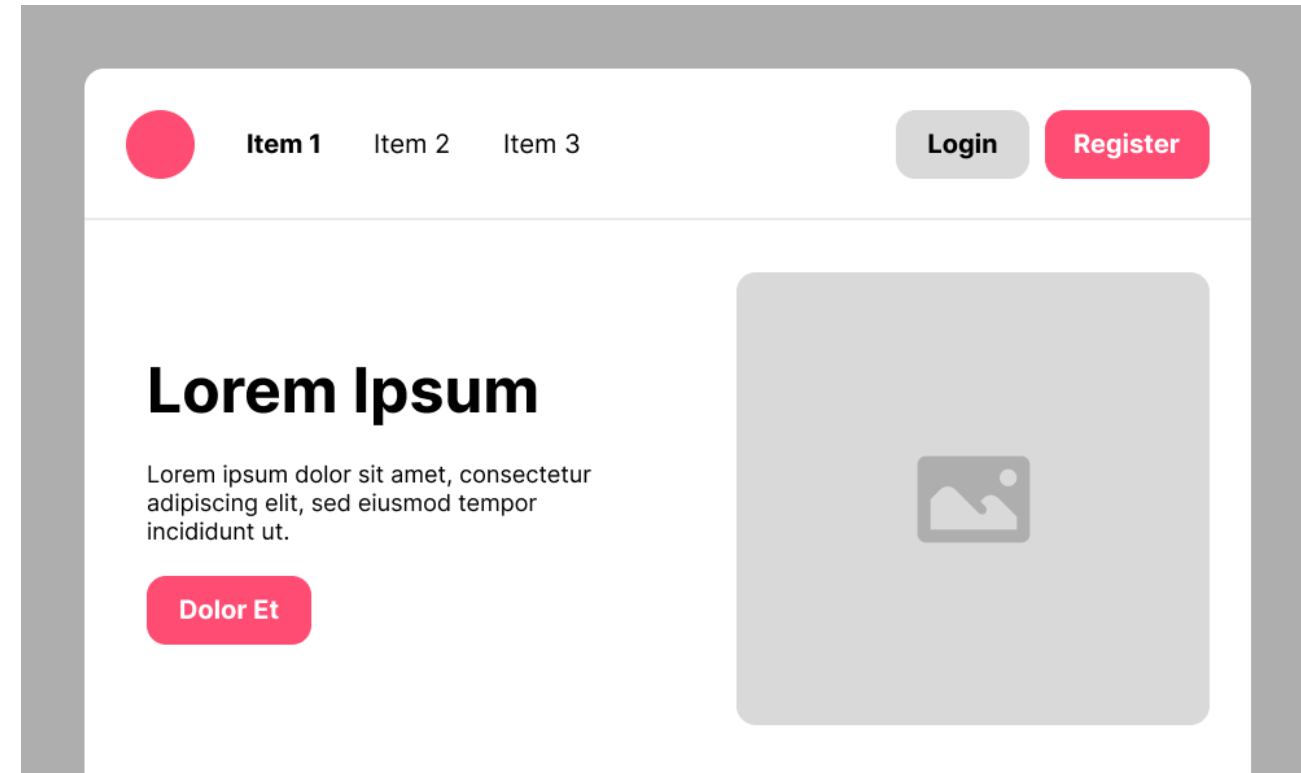 Item 1
Item 2
Item 3
Login
Register
Lorem Ipsum
Lorem ipsum dolor sit amet, consectetur
adipiscing elit, sed eiusmod tempor
incididunt ut.
Dolor Et